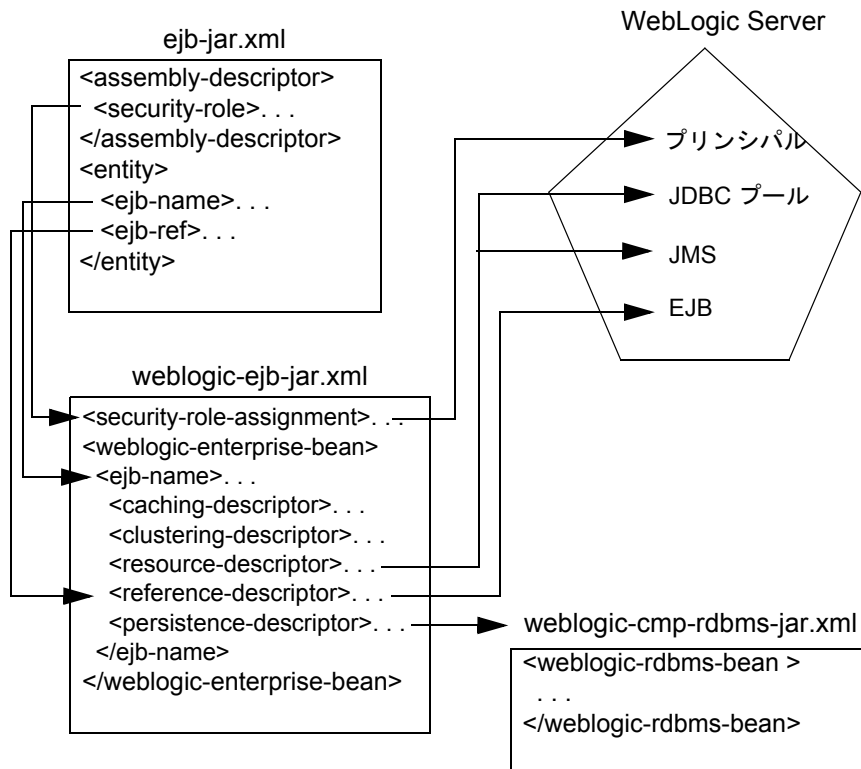 ejb-jar.xml
<assembly-descriptor>
<security-role>. . .
</assembly-descriptor>
<entity>
<ejb-name>. . .
<ejb-ref>. . .
</entity>
WebLogic Server
プリンシパル
JDBC プール
JMS
EJB
weblogic-ejb-jar.xml
<security-role-assignment>. . .
<weblogic-enterprise-bean>
<ejb-name>. . .
<caching-descriptor>. . .
<clustering-descriptor>. . .
<resource-descriptor>. . .
<reference-descriptor>. . .
<persistence-descriptor>. . .
</ejb-name>
</weblogic-enterprise-bean>
weblogic-cmp-rdbms-jar.xml
<weblogic-rdbms-bean >
. . .
</weblogic-rdbms-bean>